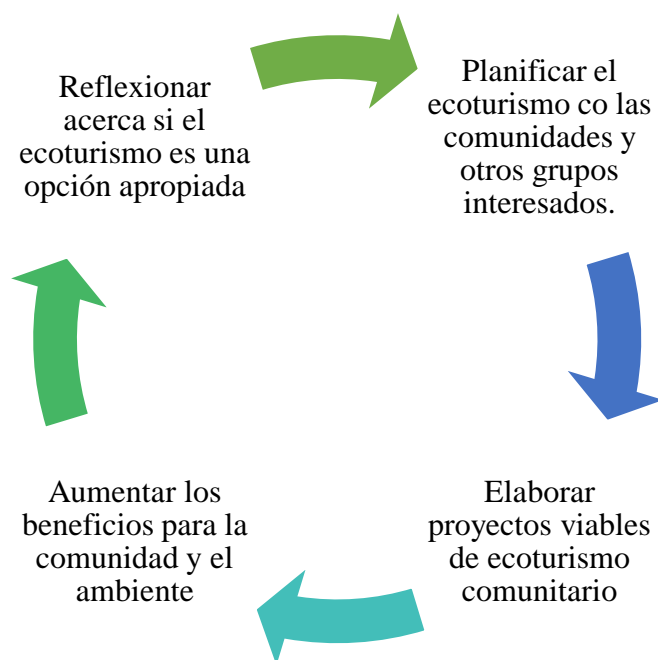 Reflexionar
acerca si el
ecoturismo es una
opción apropiada
Planificar el
ecoturismo co las
comunidades y
otros grupos
interesados.
Elaborar
proyectos viables
de ecoturismo
comunitario
Aumentar los
beneficios para la
comunidad y el
ambiente